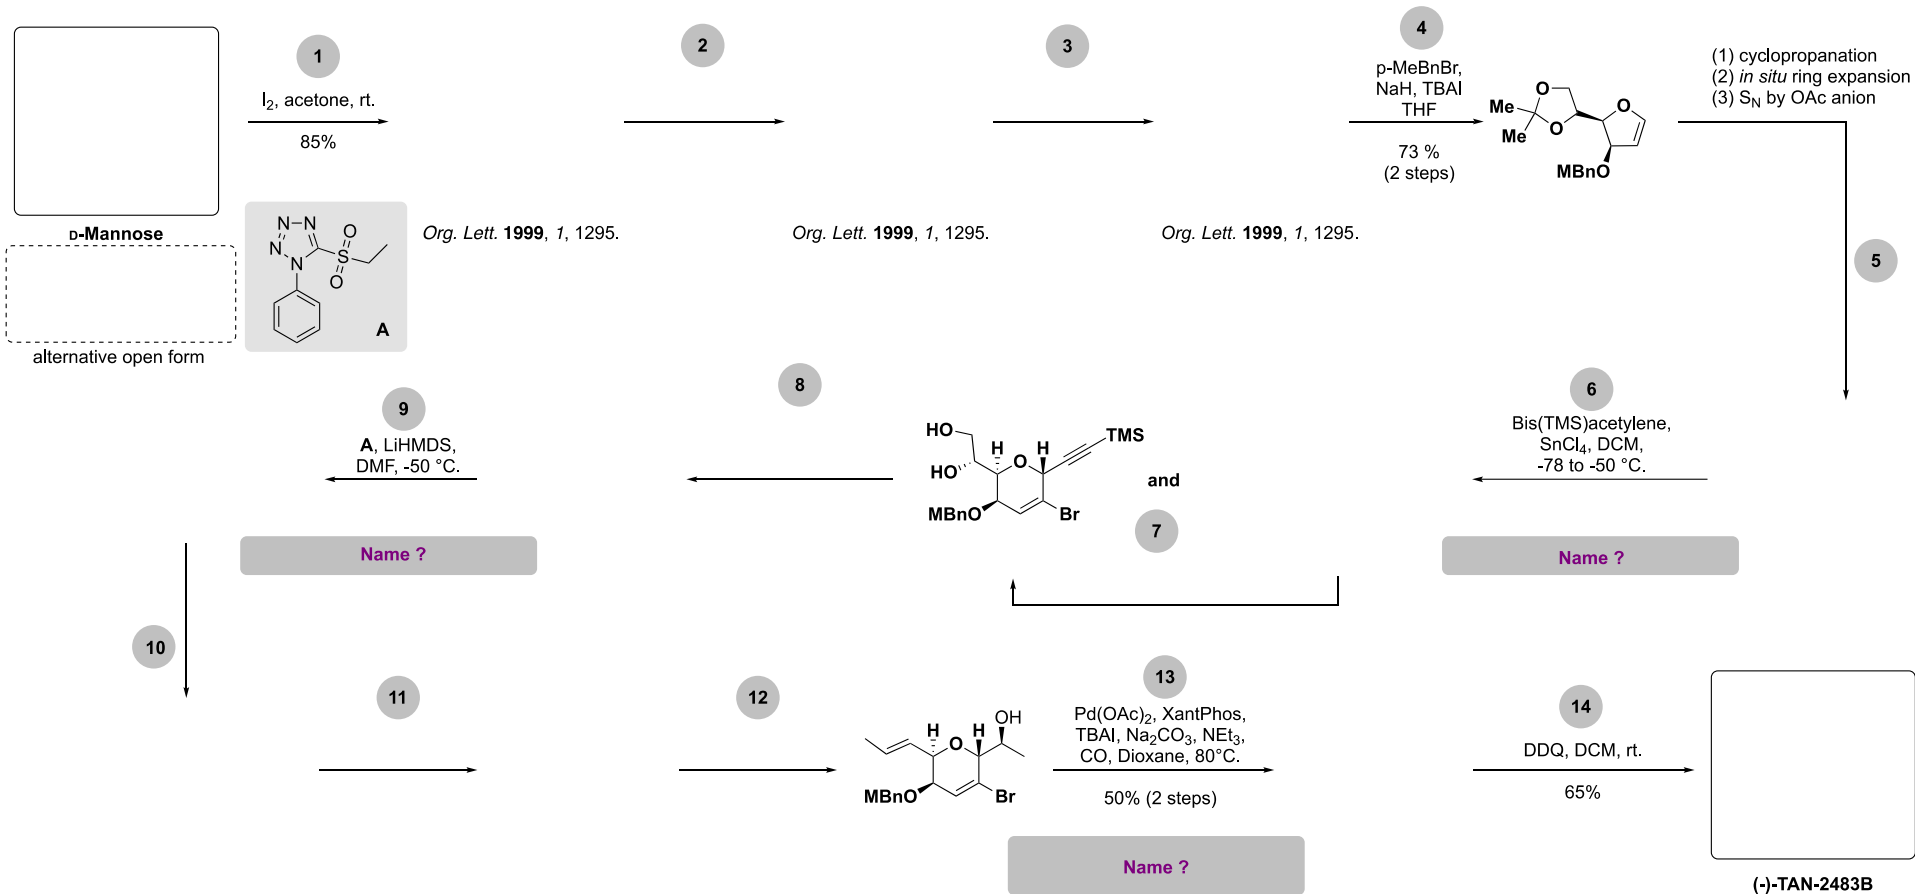 1
I2, acetone, rt.
85%
2
3
4
p-MeBnBr,
NaH, TBAI
THF
73 %
(2 steps)
O
O
Me
Me
O
MBnO
(1) cyclopropanation
(2) in situ ring expansion
(3) SN by OAc anion
D-Mannose
alternative open form
N
N
N
N
O
S
O
A
Org. Lett. 1999, 1, 1295.
Org. Lett. 1999, 1, 1295.
Org. Lett. 1999, 1, 1295.
5
6
Bis(TMS)acetylene,
SnCl4, DCM,
-78 to -50 °C.
Name ?
HO
HO
H
O
H
TMS
MBnO
Br
and
7
8
9
A, LiHMDS,
DMF, -50 °C.
Name ?
10
11
12
H
O
H
OH
MBnO
Br
13
Pd(OAc)2, XantPhos,
TBAI, Na2CO3, NEt3,
CO, Dioxane, 80°C.
50% (2 steps)
Name ?
14
DDQ, DCM, rt.
65%
(-)-TAN-2483B